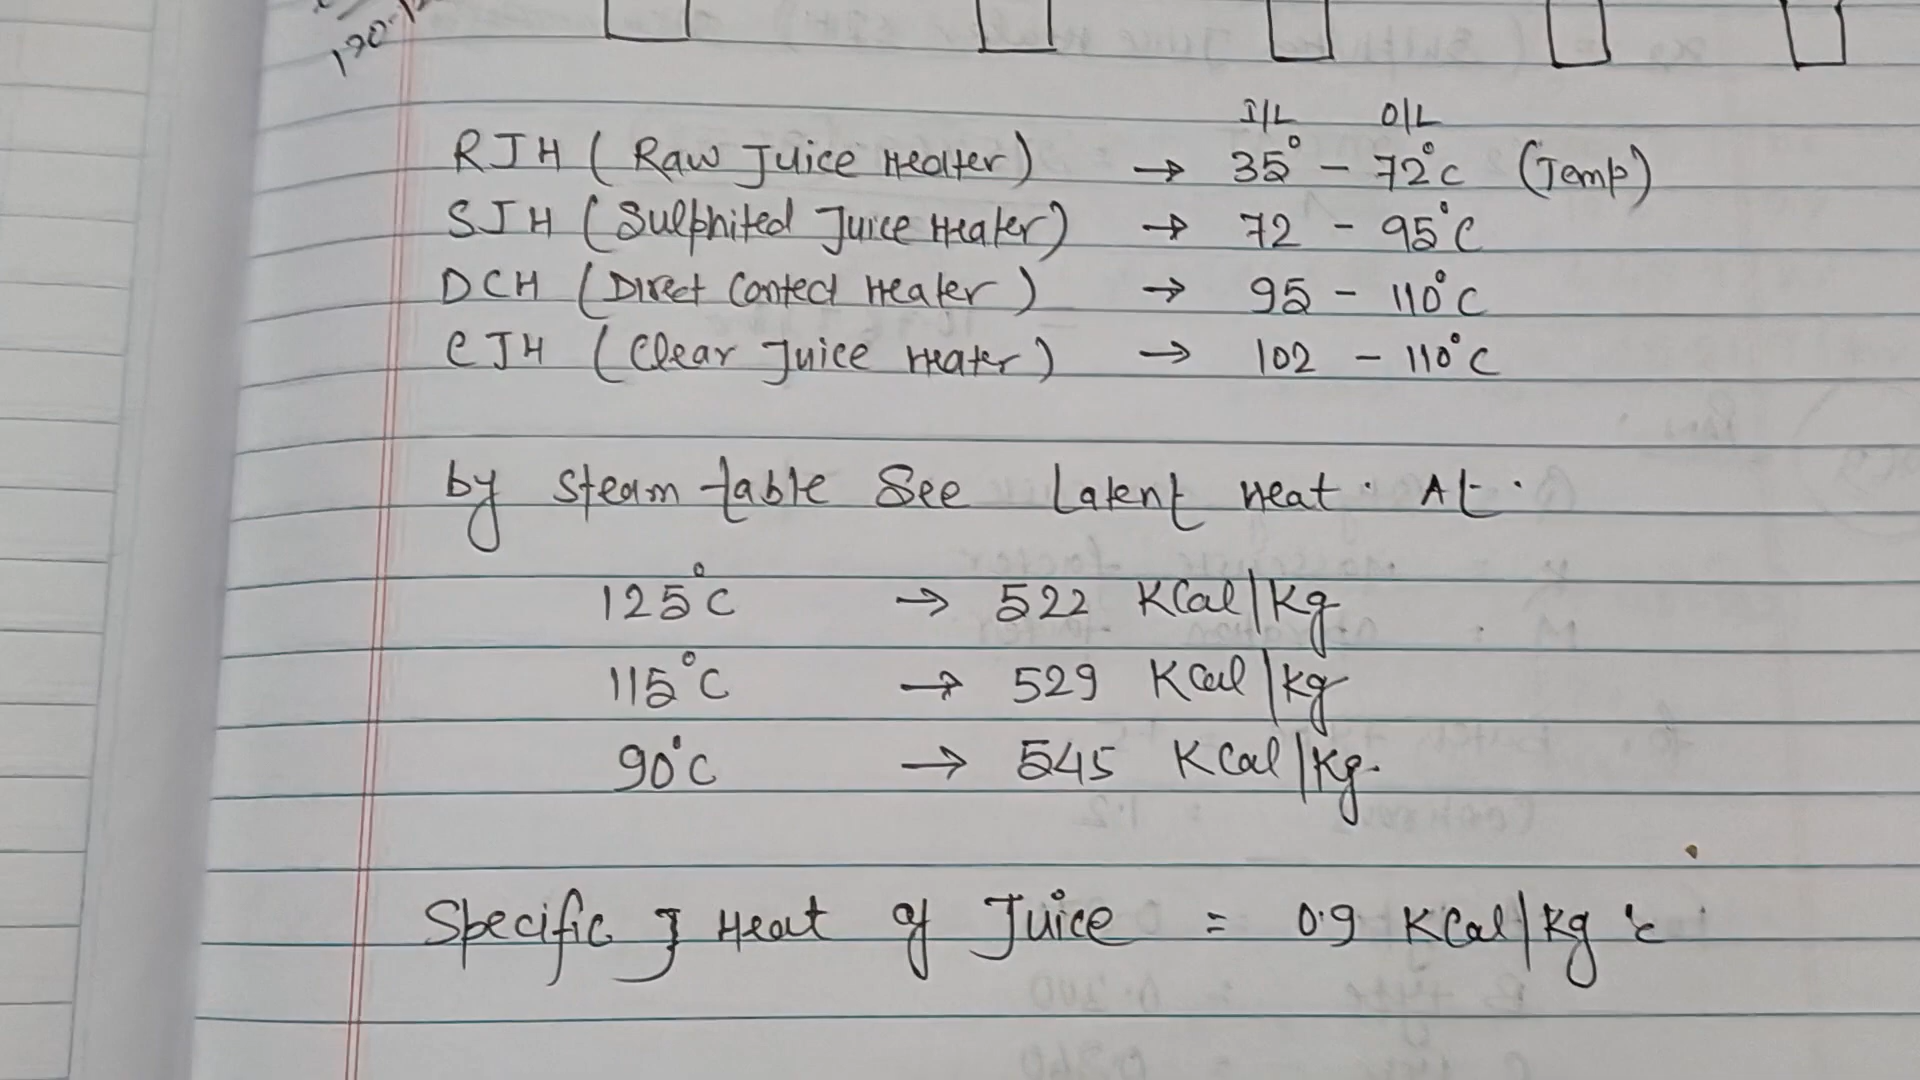 190°
I/L O/L
RJH ( Raw Juice Heater) → 35° - 72°c (Temp)
SJH ( Sulphited Juice Heater) → 72 - 95°C
DCH ( Direct Contect Heater ) → 95 - 110°C
CJH ( Clear Juice Heater ) → 102 - 110°C
by steam table See Latent Heat. At.
125°C → 522 KCal/Kg
115°C → 529 KCal/kg
90°C → 545 KCal/Kg.
Specific Heat of Juice = 0.9 KCal/kg °c